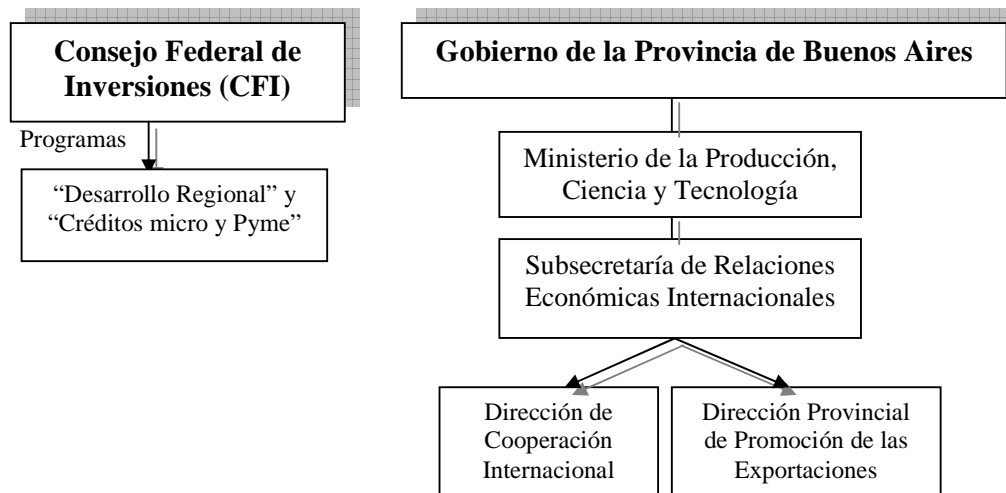 Consejo Federal de
Inversiones (CFI)
Programas
“Desarrollo Regional” y
“Créditos micro y Pyme”
Gobierno de la Provincia de Buenos Aires
Ministerio de la Producción,
Ciencia y Tecnología
Subsecretaría de Relaciones
Económicas Internacionales
Dirección de
Cooperación
Internacional
Dirección Provincial
de Promoción de las
Exportaciones